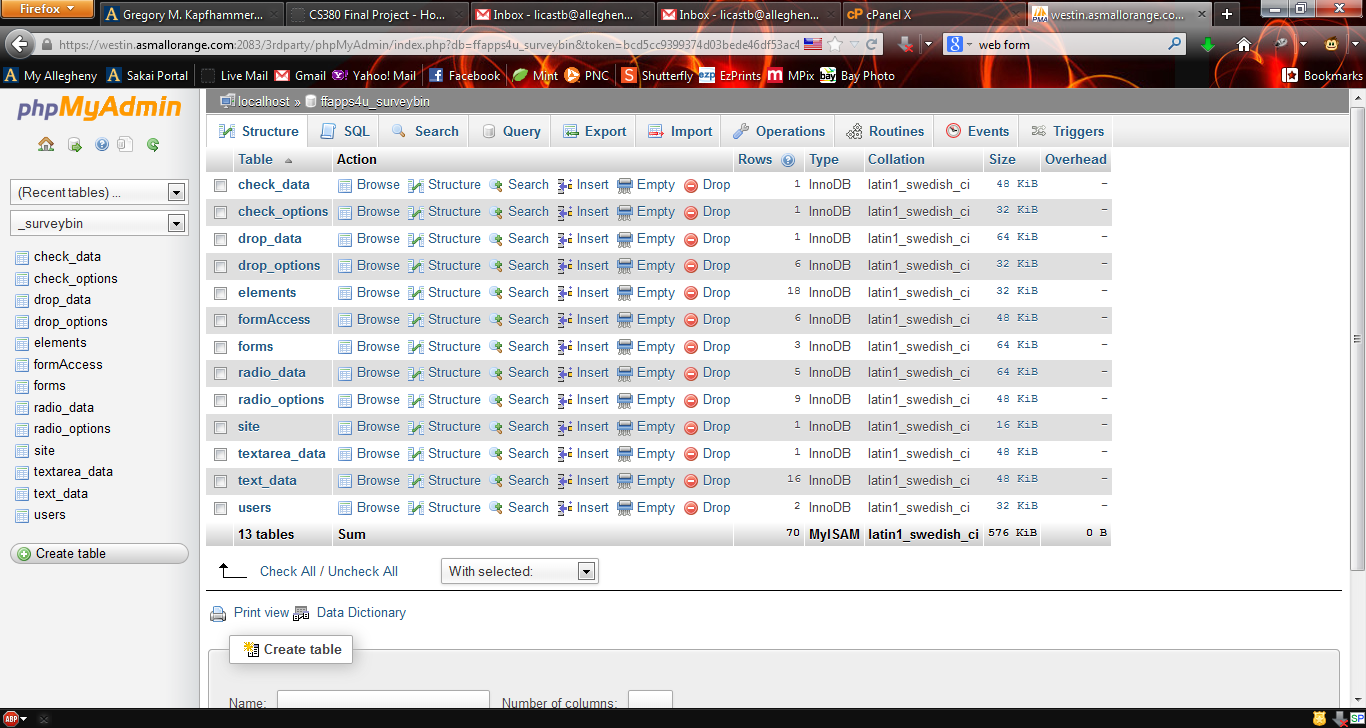 Firefox
Gregory M. Kapfhammer...
CS380 Final Project - Ho...
Inbox - licastb@alleghen...
Inbox - licastb@alleghen...
cP cPanel X
PMA westin.asmallorange.co...
https://westin.asmallorange.com:2083/3rdparty/phpMyAdmin/index.php?db=ffapps4u_surveybin&token=bcd5cc9399374d03bede46df53ac4
web form
My Allegheny Sakai Portal Live Mail Gmail Yahoo! Mail Facebook Mint PNC Shutterfly EzPrints MPix Bay Photo Bookmarks
phpMyAdmin
(Recent tables) ...
_surveybin
check_data
check_options
drop_data
drop_options
elements
formAccess
forms
radio_data
radio_options
site
textarea_data
text_data
users
Create table
localhost » ffapps4u_surveybin
Structure SQL Search Query Export Import Operations Routines Events Triggers
Table Action Rows Type Collation Size Overhead
check_data Browse Structure Search Insert Empty Drop 1 InnoDB latin1_swedish_ci 48 KiB -
check_options Browse Structure Search Insert Empty Drop 1 InnoDB latin1_swedish_ci 32 KiB -
drop_data Browse Structure Search Insert Empty Drop 1 InnoDB latin1_swedish_ci 64 KiB -
drop_options Browse Structure Search Insert Empty Drop 6 InnoDB latin1_swedish_ci 32 KiB -
elements Browse Structure Search Insert Empty Drop 18 InnoDB latin1_swedish_ci 32 KiB -
formAccess Browse Structure Search Insert Empty Drop 6 InnoDB latin1_swedish_ci 48 KiB -
forms Browse Structure Search Insert Empty Drop 3 InnoDB latin1_swedish_ci 64 KiB -
radio_data Browse Structure Search Insert Empty Drop 5 InnoDB latin1_swedish_ci 64 KiB -
radio_options Browse Structure Search Insert Empty Drop 9 InnoDB latin1_swedish_ci 48 KiB -
site Browse Structure Search Insert Empty Drop 1 InnoDB latin1_swedish_ci 16 KiB -
textarea_data Browse Structure Search Insert Empty Drop 1 InnoDB latin1_swedish_ci 48 KiB -
text_data Browse Structure Search Insert Empty Drop 16 InnoDB latin1_swedish_ci 48 KiB -
users Browse Structure Search Insert Empty Drop 2 InnoDB latin1_swedish_ci 32 KiB -
13 tables Sum 70 MyISAM latin1_swedish_ci 576 KiB 0 B
Check All / Uncheck All With selected:
Print view Data Dictionary
Create table
Name: Number of columns:
ABP
SP